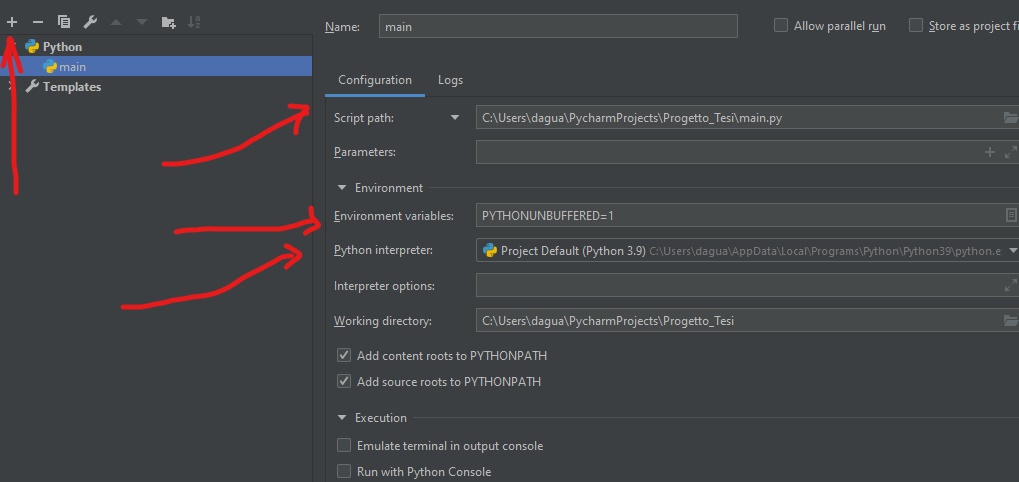 Name: main Allow parallel run Store as project fi
Python
main
Templates
Configuration Logs
Script path: C:\Users\dagua\PycharmProjects\Progetto_Tesi\main.py
Parameters:
Environment
Environment variables: PYTHONUNBUFFERED=1
Python interpreter: Project Default (Python 3.9) C:\Users\dagua\AppData\Local\Programs\Python\Python39\python.e
Interpreter options:
Working directory: C:\Users\dagua\PycharmProjects\Progetto_Tesi
Add content roots to PYTHONPATH
Add source roots to PYTHONPATH
Execution
Emulate terminal in output console
Run with Python Console